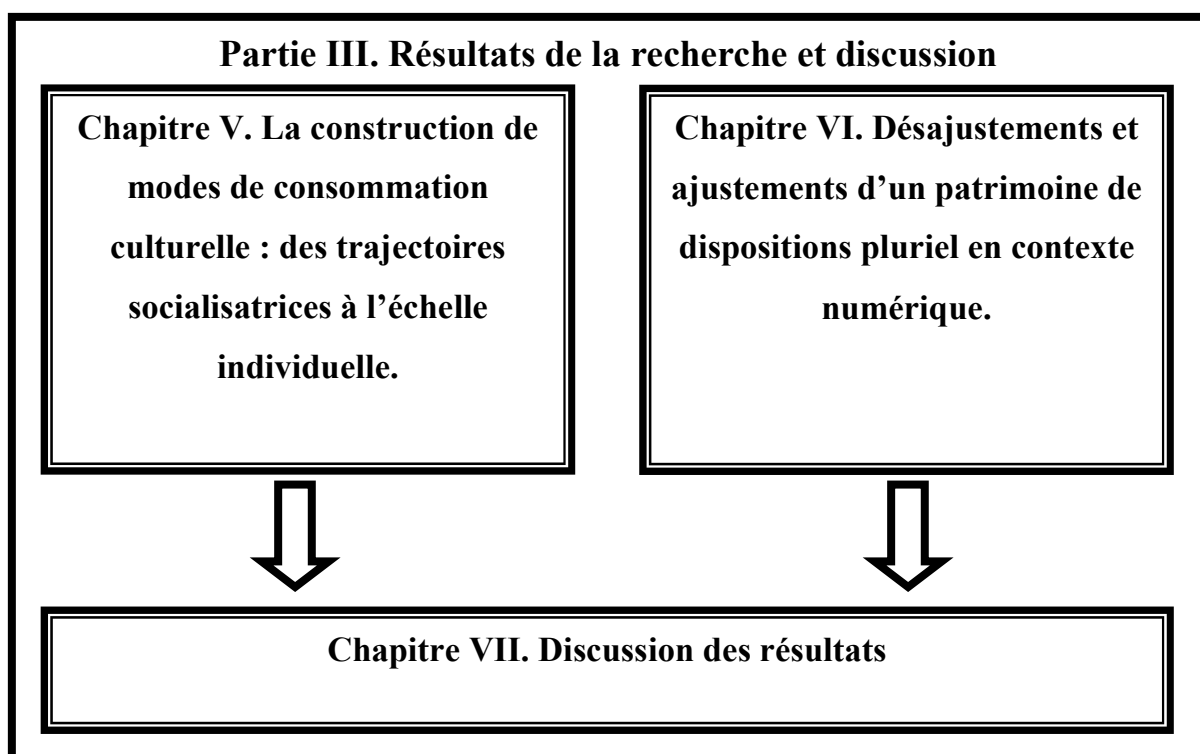 Partie III. Résultats de la recherche et discussion
Chapitre V. La construction de
modes de consommation
culturelle : des trajectoires
socialisatrices à l’échelle
individuelle.
Chapitre VI. Désajustements et
ajustements d’un patrimoine de
dispositions pluriel en contexte
numérique.
Chapitre VII. Discussion des résultats